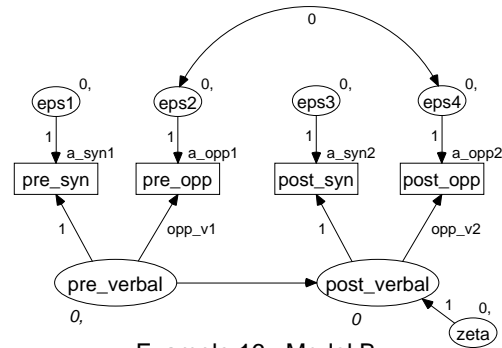 0
0, 0, 0, 0,
eps1 eps2 eps3 eps4
1 1 1 1
a_syn1 a_opp1 a_syn2 a_opp2
pre_syn pre_opp post_syn post_opp
1 opp_v1 1 opp_v2
pre_verbal post_verbal
0, 0
1 0,
zeta